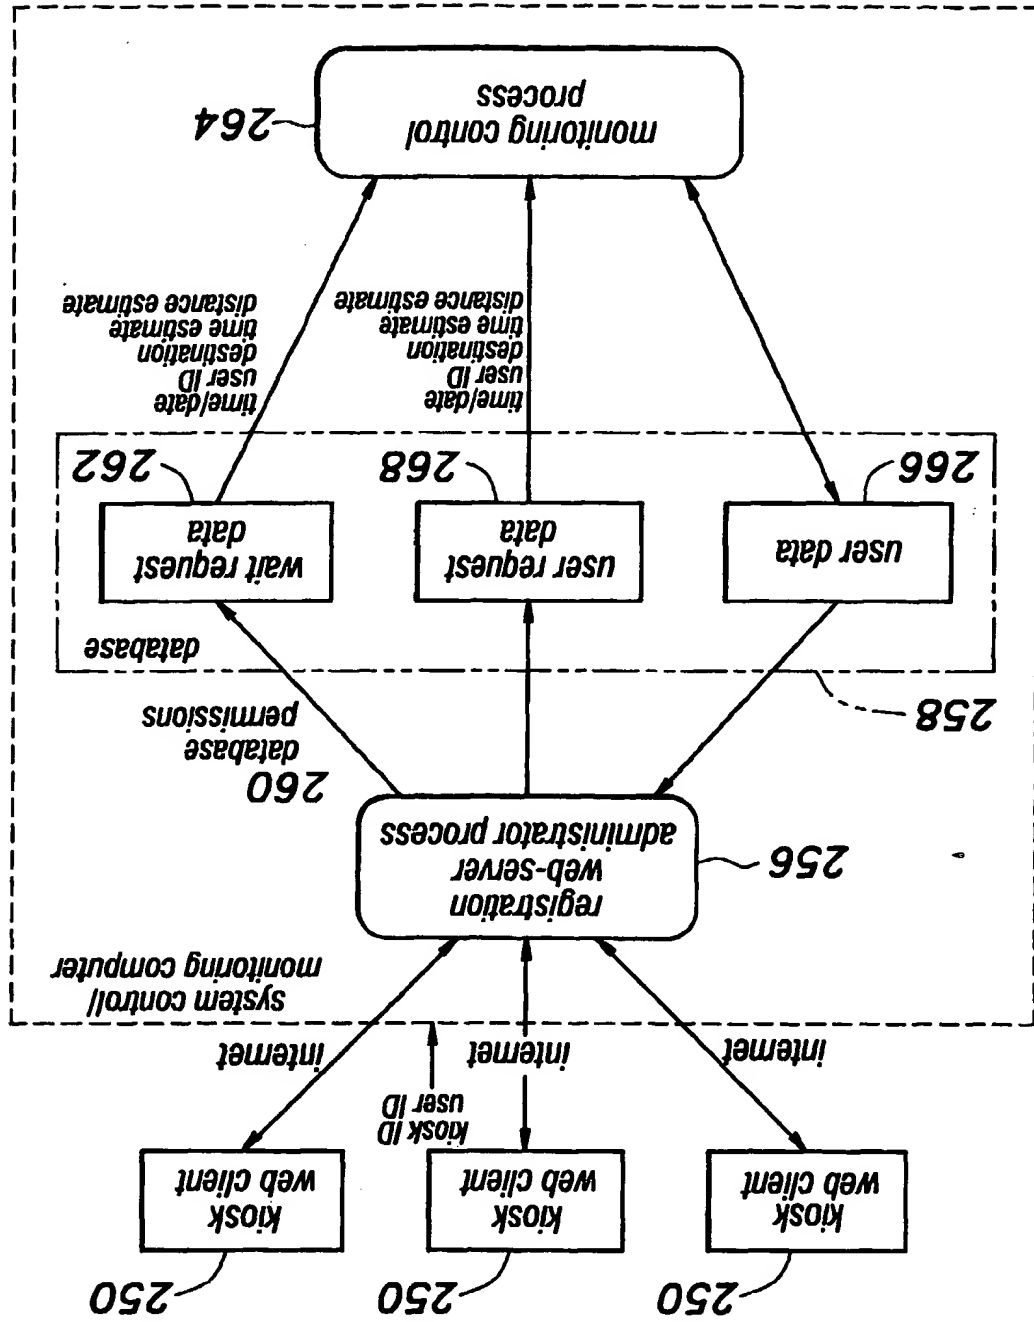 250
250
250
kiosk
web client
kiosk
web client
kiosk
web client
kiosk ID
user ID
internet
internet
internet
system control/
monitoring computer
registration
web-server
administrator process
256
260
database
permissions
258
database
user data
266
user request
data
268
wait request
data
262
time/date
user ID
destination
time estimate
distance estimate
time/date
user ID
destination
time estimate
distance estimate
monitoring control
process
264